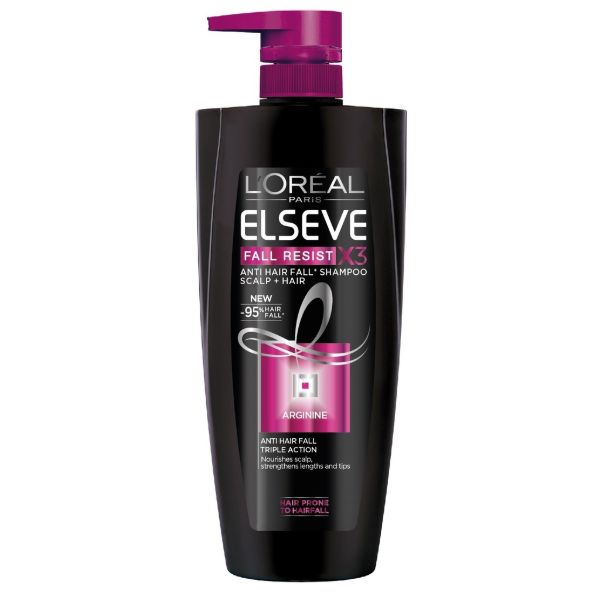 L'ORÉAL
PARIS
ELSEVE
FALL RESIST X3
ANTI HAIR FALL* SHAMPOO
SCALP + HAIR
NEW
-95% HAIR FALL*
ARGININE
ANTI HAIR FALL
TRIPLE ACTION
Nourishes scalp,
strengthens lengths and tips
HAIR PRONE
TO HAIRFALL